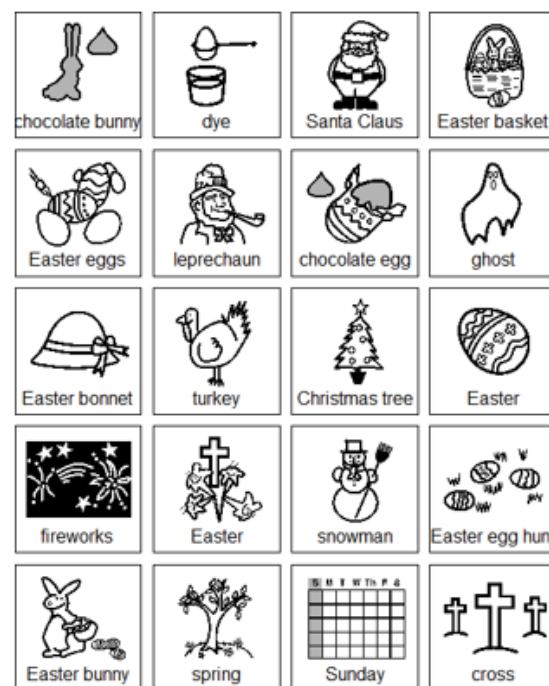 chocolate bunny
dye
Santa Claus
Easter basket
Easter eggs
leprechaun
chocolate egg
ghost
Easter bonnet
turkey
Christmas tree
Easter
fireworks
Easter
snowman
Easter egg hun
Easter bunny
spring
S M T W Th F S
Sunday
cross